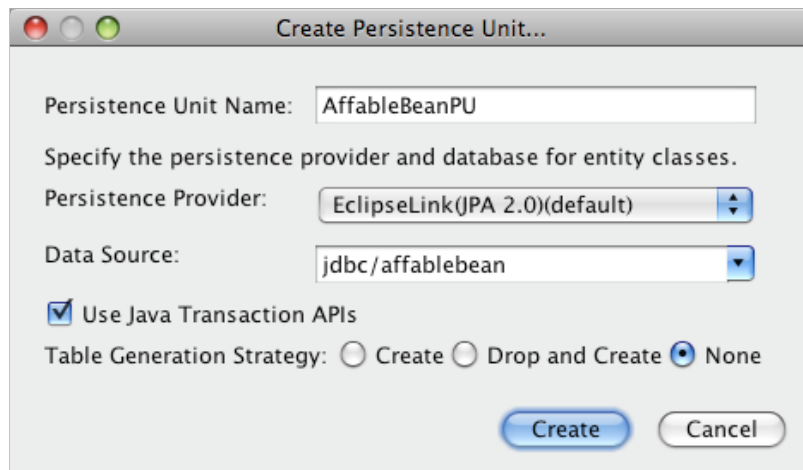 Create Persistence Unit...
Persistence Unit Name: AffableBeanPU
Specify the persistence provider and database for entity classes.
Persistence Provider: EclipseLink(JPA 2.0)(default)
Data Source: jdbc/affablebean
Use Java Transaction APIs
Table Generation Strategy: Create Drop and Create None
Create Cancel